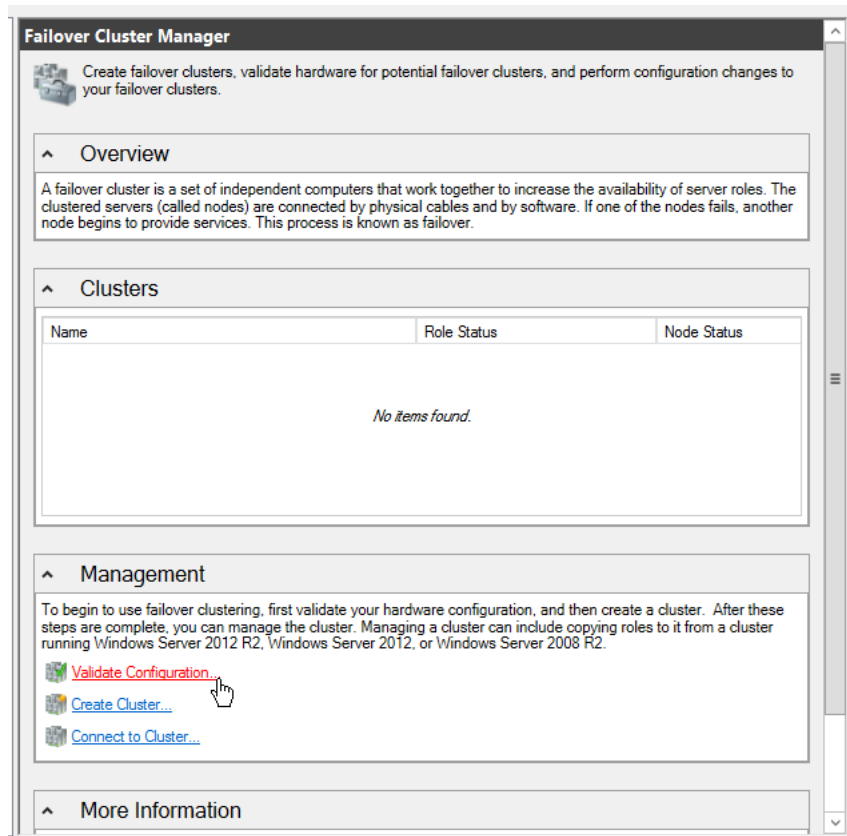 Failover Cluster Manager
Create failover clusters, validate hardware for potential failover clusters, and perform configuration changes to
your failover clusters.
Overview
A failover cluster is a set of independent computers that work together to increase the availability of server roles. The
clustered servers (called nodes) are connected by physical cables and by software. If one of the nodes fails, another
node begins to provide services. This process is known as failover.
Clusters
Name Role Status Node Status
No items found.
Management
To begin to use failover clustering, first validate your hardware configuration, and then create a cluster. After these
steps are complete, you can manage the cluster. Managing a cluster can include copying roles to it from a cluster
running Windows Server 2012 R2, Windows Server 2012, or Windows Server 2008 R2.
Validate Configuration...
Create Cluster...
Connect to Cluster...
More Information